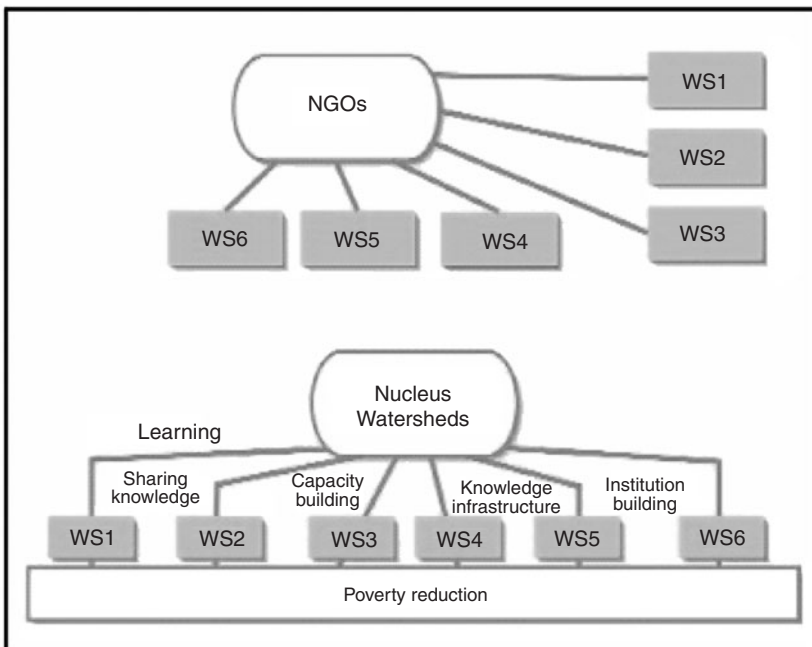 NGOs
WS1
WS2
WS3
WS6
WS5
WS4
Nucleus
Watersheds
Learning
Sharing
knowledge
Capacity
building
Knowledge
infrastructure
Institution
building
WS1
WS2
WS3
WS4
WS5
WS6
Poverty reduction